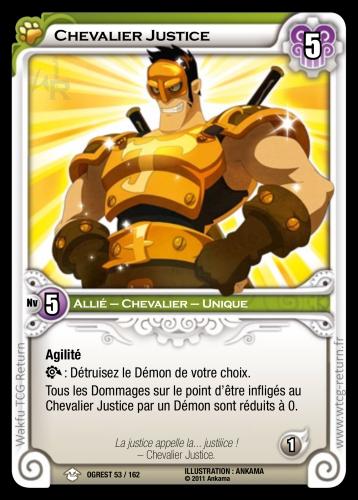 Chevalier Justice
5
Nv 5
Allié – Chevalier – Unique
Agilité
: Détruisez le Démon de votre choix.
Tous les Dommages sur le point d'être infligés au
Chevalier Justice par un Démon sont réduits à 0.
La justice appelle la... justiiice !
– Chevalier Justice.
1
OGREST 53 / 162
ILLUSTRATION : ANKAMA
© 2011 Ankama
Wakfu TCG Return
www.wtcg-return.fr